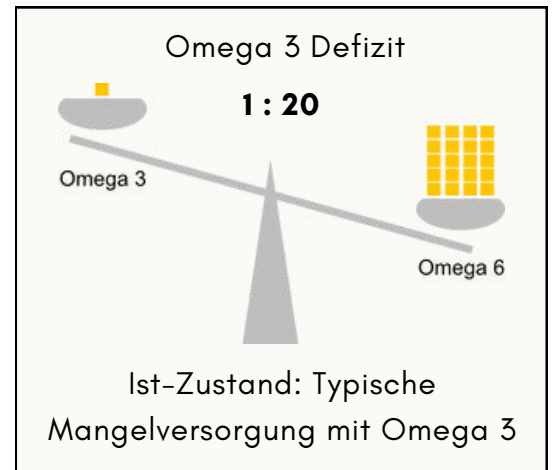 Omega 3 Defizit
1 : 20
Omega 3
Omega 6
Ist-Zustand: Typische
Mangelversorgung mit Omega 3